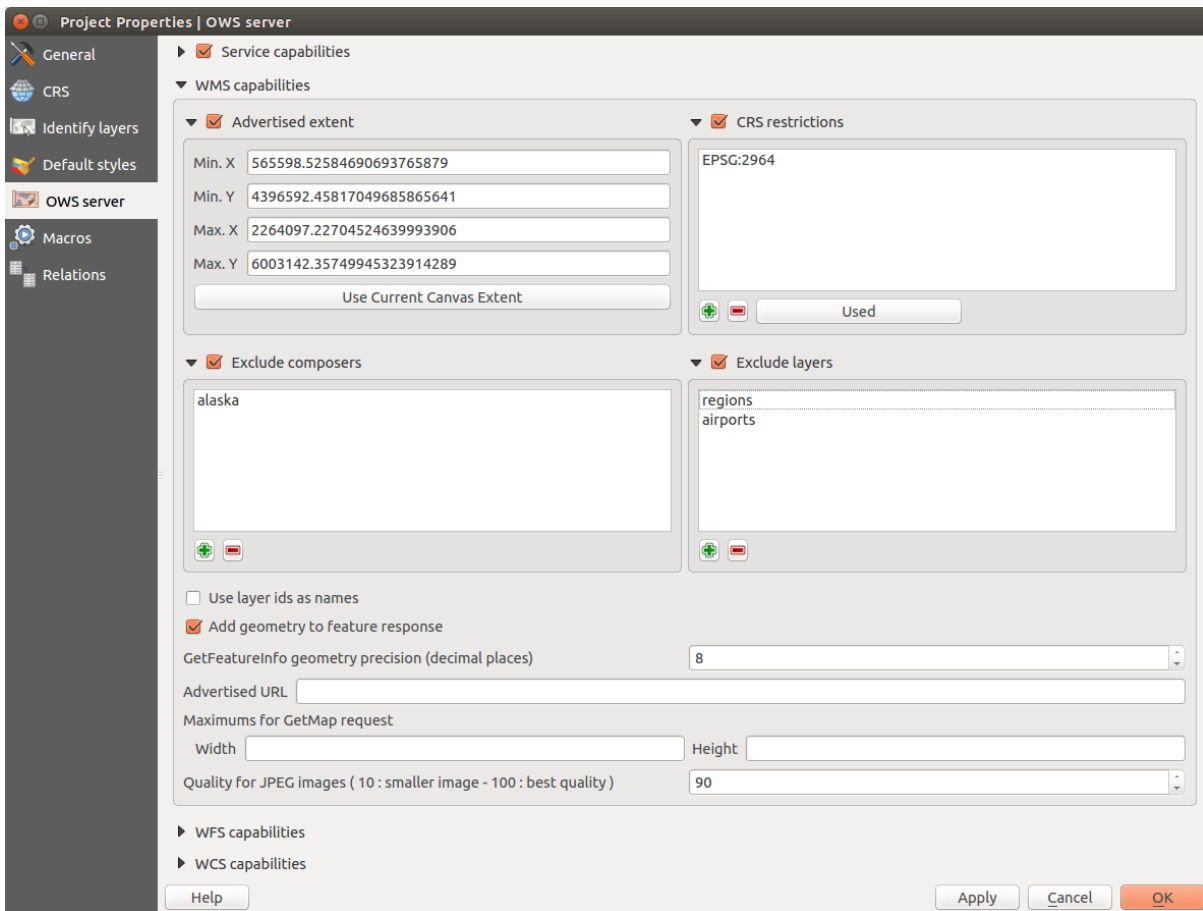 Project Properties | OWS server
General
CRS
Identify layers
Default styles
OWS server
Macros
Relations
Service capabilities
WMS capabilities
Advertised extent
Min. X 565598.52584690693765879
Min. Y 4396592.45817049685865641
Max. X 2264097.22704524639993906
Max. Y 6003142.35749945323914289
Use Current Canvas Extent
CRS restrictions
EPSG:2964
Used
Exclude composers
alaska
Exclude layers
regions
airports
Use layer ids as names
Add geometry to feature response
GetFeatureInfo geometry precision (decimal places) 8
Advertised URL
Maximums for GetMap request
Width Height
Quality for JPEG images ( 10 : smaller image - 100 : best quality ) 90
WFS capabilities
WCS capabilities
Help Apply Cancel OK